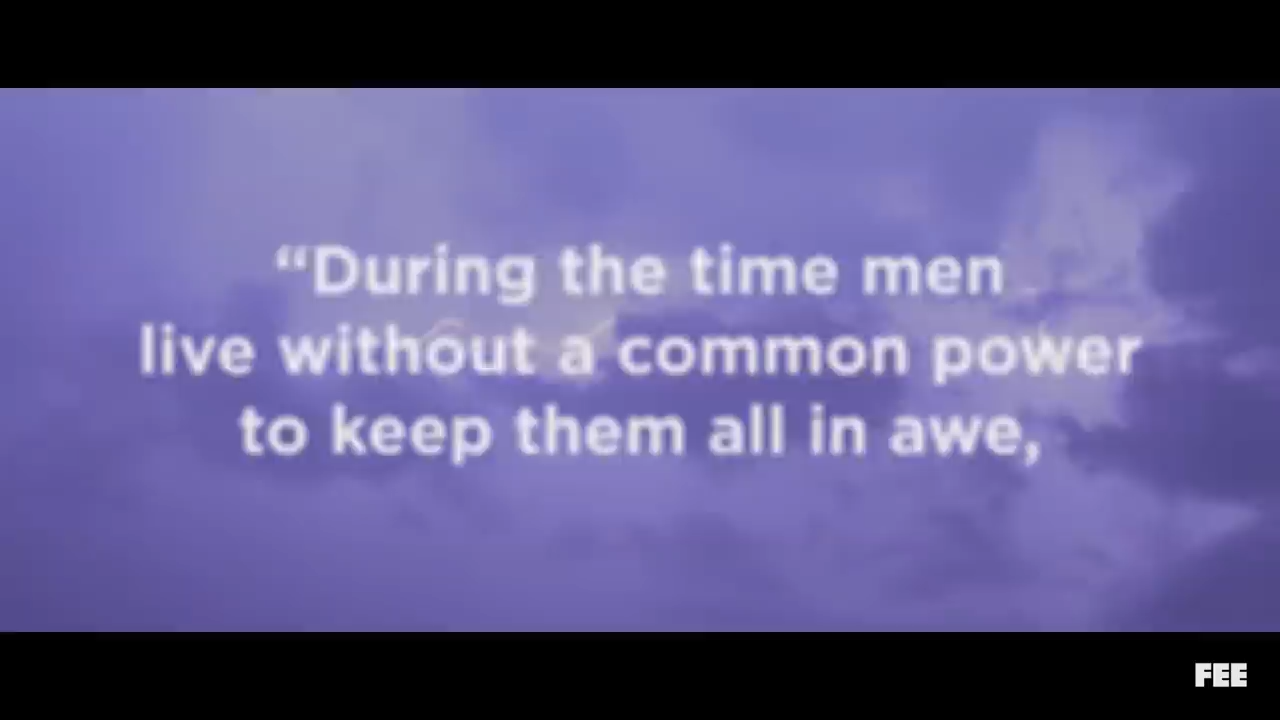 “During the time men
live without a common power
to keep them all in awe,
FEE